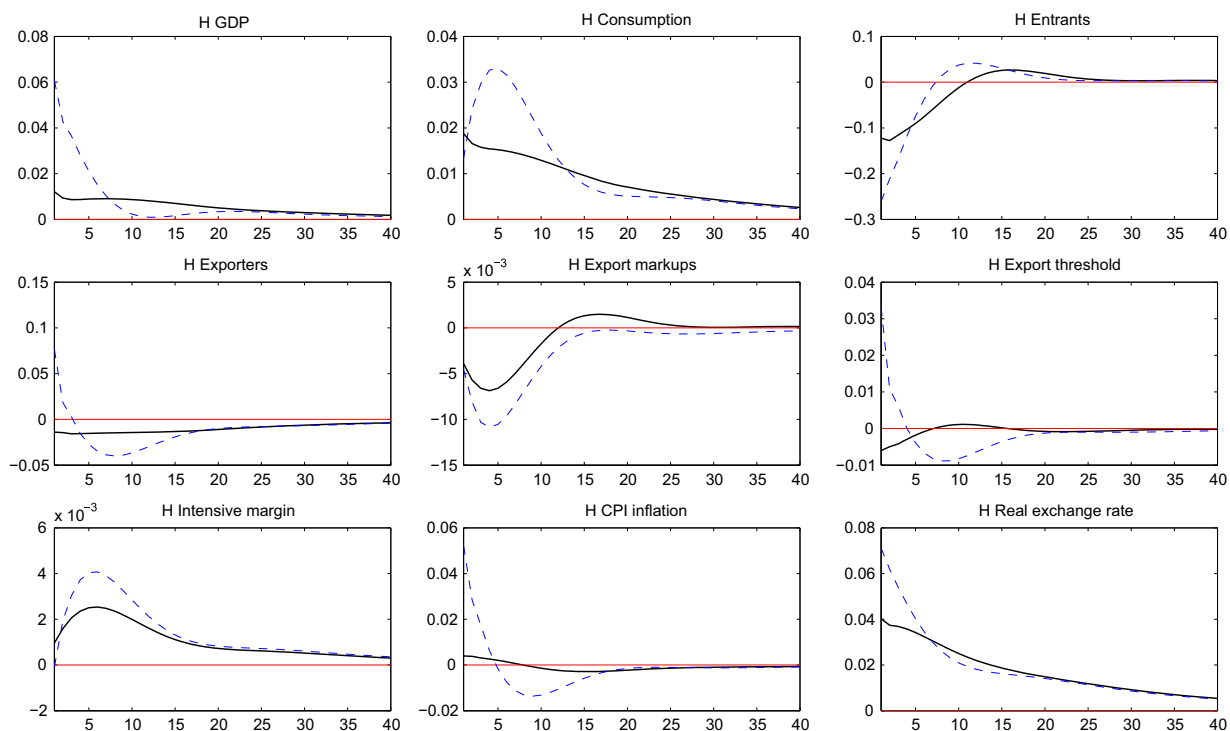 H GDP
0.08
0.06
0.04
0.02
0
5 10 15 20 25 30 35 40
H Consumption
0.04
0.03
0.02
0.01
0
5 10 15 20 25 30 35 40
H Entrants
0.1
0
−0.1
−0.2
−0.3
5 10 15 20 25 30 35 40
H Exporters
0.15
0.1
0.05
0
−0.05
5 10 15 20 25 30 35 40
x 10⁻³
H Export markups
5
0
−5
−10
−15
5 10 15 20 25 30 35 40
H Export threshold
0.04
0.03
0.02
0.01
0
−0.01
5 10 15 20 25 30 35 40
x 10⁻³
H Intensive margin
6
4
2
0
−2
5 10 15 20 25 30 35 40
H CPI inflation
0.06
0.04
0.02
0
−0.02
5 10 15 20 25 30 35 40
H Real exchange rate
0.08
0.06
0.04
0.02
0
5 10 15 20 25 30 35 40